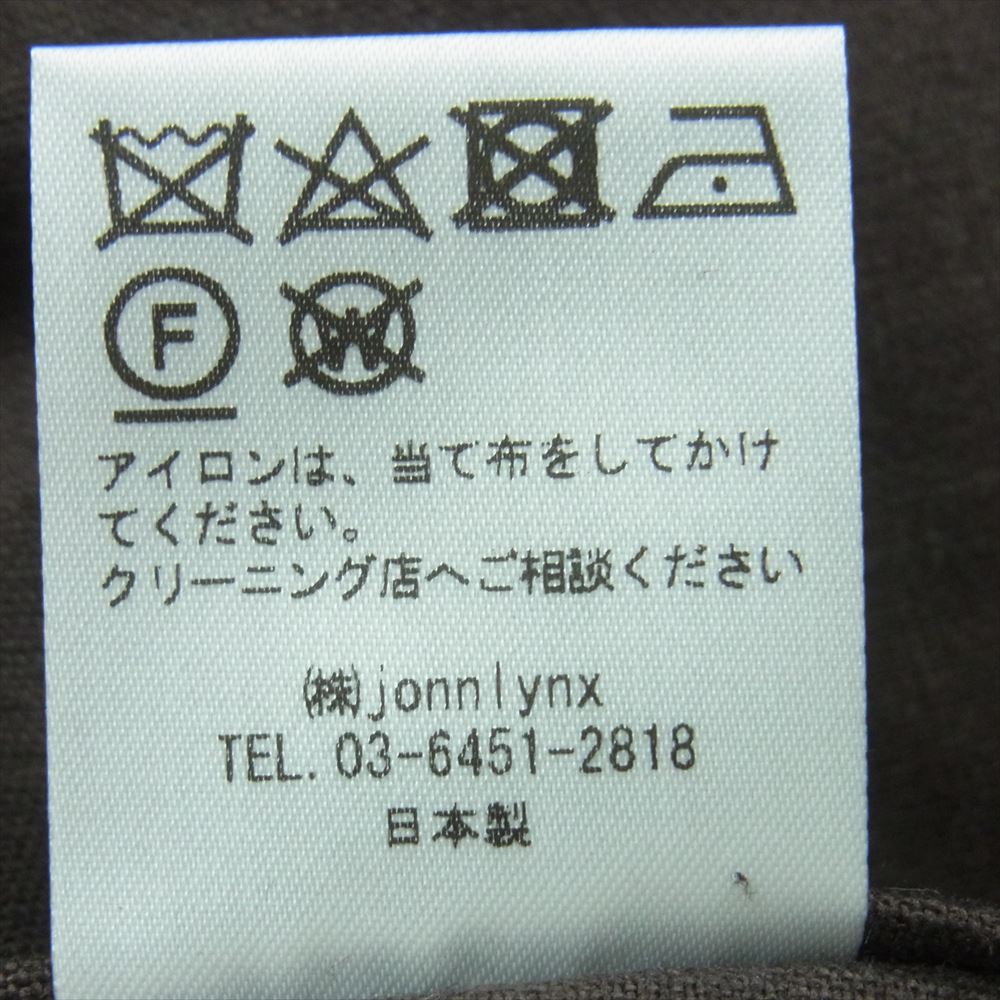 F
W
アイロンは、当て布をしてかけ
てください。
クリーニング店へご相談ください
㈱jonnlynx
TEL. 03-6451-2818
日本製